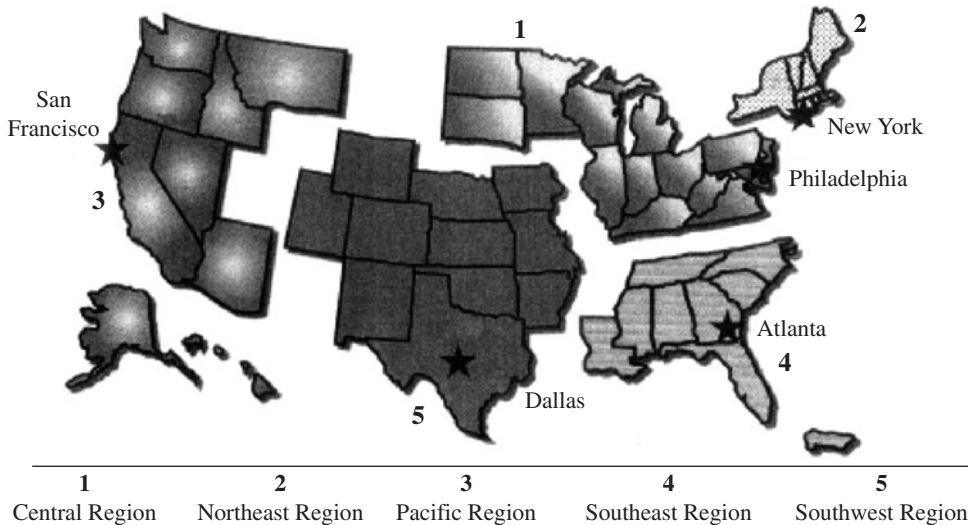 1
2
San
Francisco
New York
Philadelphia
3
Atlanta
4
Dallas
5
1 2 3 4 5
Central Region Northeast Region Pacific Region Southeast Region Southwest Region